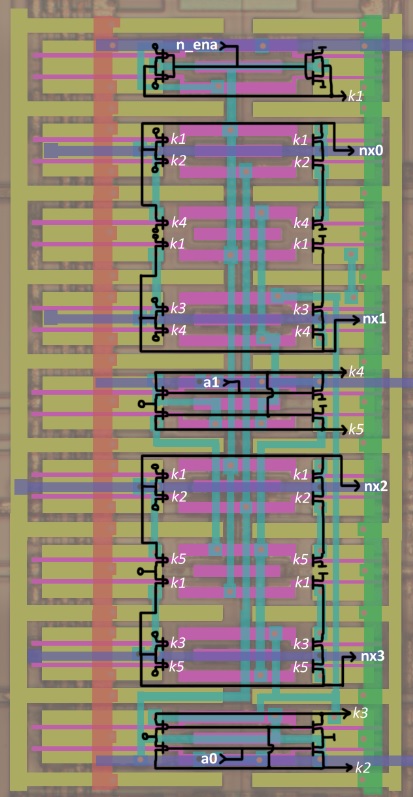 n_ena
k1
k1 k1 nx0
k2 k2
k4 k4
k1 k1
k3 k3 nx1
k4 k4
k4
a1
k5
k1 k1 nx2
k2 k2
k5 k5
k1 k1
k3 k3 nx3
k5 k5
k3
a0
k2